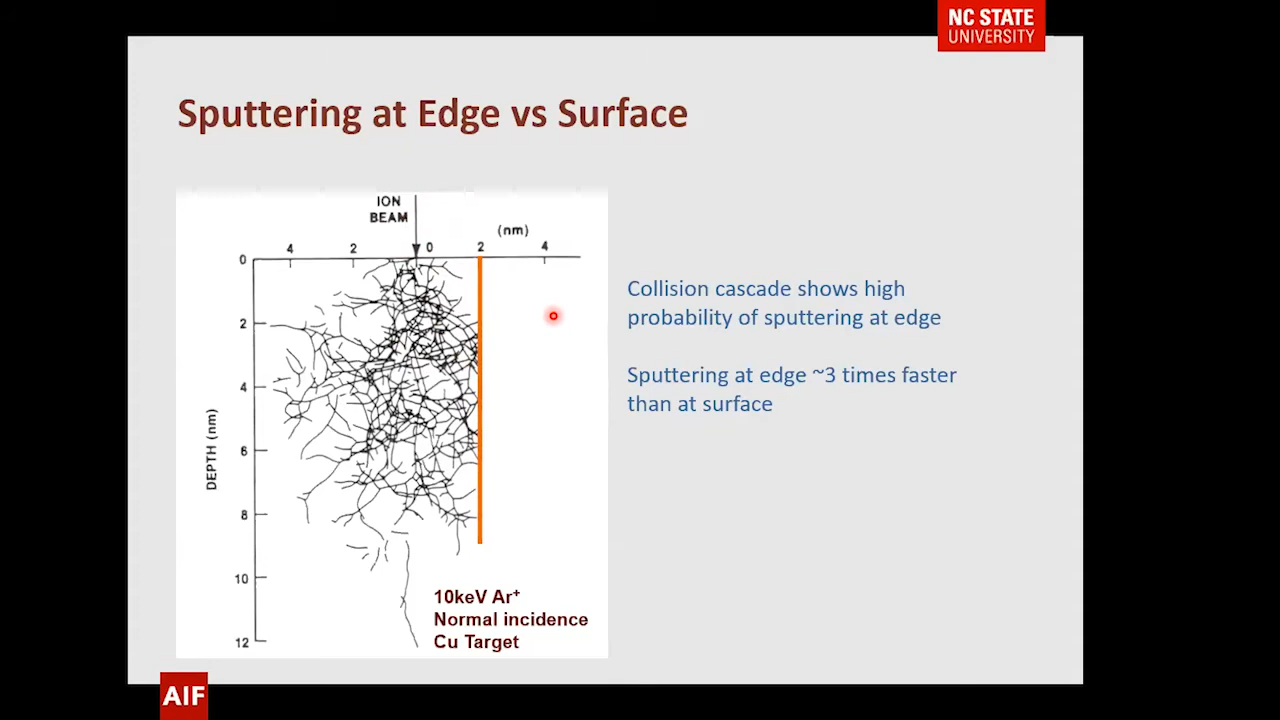 NC STATE
UNIVERSITY
Sputtering at Edge vs Surface
ION
BEAM
(nm)
4 2 0 2 4
0
2
4
6
8
10
12
DEPTH (nm)
10keV Ar⁺
Normal incidence
Cu Target
Collision cascade shows high
probability of sputtering at edge
Sputtering at edge ~3 times faster
than at surface
AIF